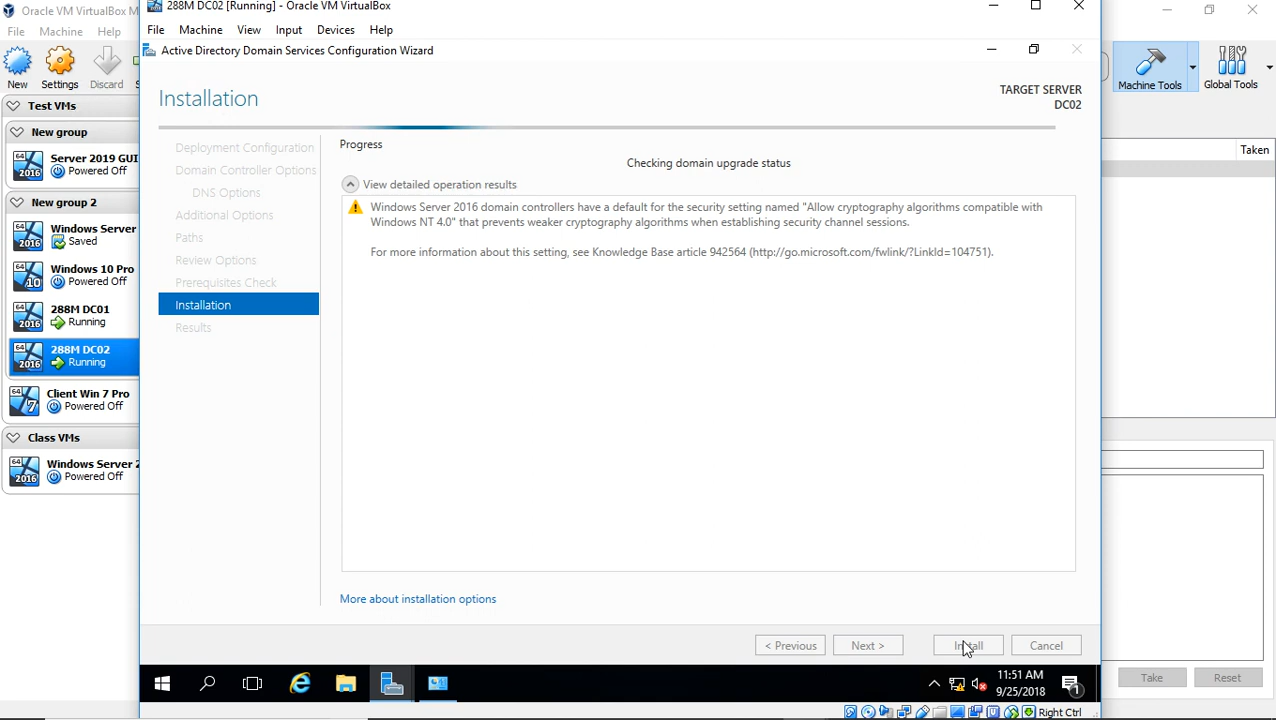 Oracle VM VirtualBox M
File Machine Help
New Settings Discard S
Machine Tools Global Tools
Test VMs
New group
Server 2019 GUI
Powered Off
New group 2
Windows Server
Saved
Windows 10 Pro
Powered Off
288M DC01
Running
288M DC02
Running
Client Win 7 Pro
Powered Off
Class VMs
Windows Server 2
Powered Off
Taken
Take Reset
288M DC02 [Running] - Oracle VM VirtualBox
File Machine View Input Devices Help
Active Directory Domain Services Configuration Wizard
Installation
TARGET SERVER
DC02
Deployment Configuration
Domain Controller Options
DNS Options
Additional Options
Paths
Review Options
Prerequisites Check
Installation
Results
Progress
Checking domain upgrade status
View detailed operation results
Windows Server 2016 domain controllers have a default for the security setting named "Allow cryptography algorithms compatible with
Windows NT 4.0" that prevents weaker cryptography algorithms when establishing security channel sessions.
For more information about this setting, see Knowledge Base article 942564 (http://go.microsoft.com/fwlink/?LinkId=104751).
More about installation options
< Previous Next > Install Cancel
11:51 AM
9/25/2018
1
Right Ctrl